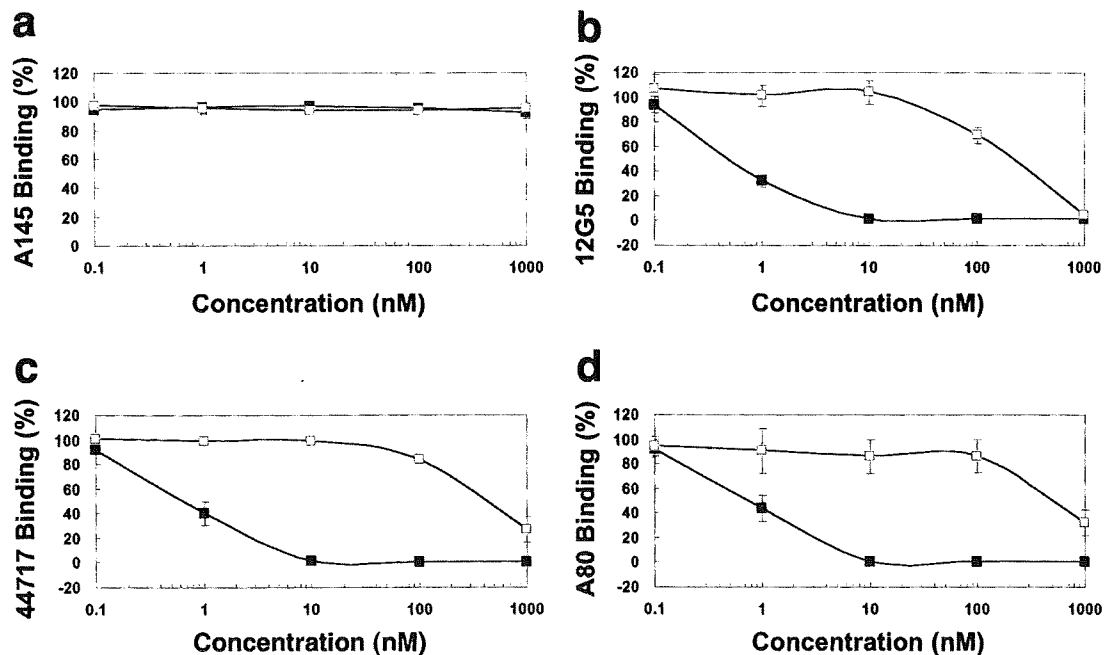 a
A145 Binding (%)
120
100
80
60
40
20
0
0.1 1 10 100 1000
Concentration (nM)
b
12G5 Binding (%)
120
100
80
60
40
20
0
-20
0.1 1 10 100 1000
Concentration (nM)
c
44717 Binding (%)
120
100
80
60
40
20
0
-20
0.1 1 10 100 1000
Concentration (nM)
d
A80 Binding (%)
120
100
80
60
40
20
0
-20
0.1 1 10 100 1000
Concentration (nM)